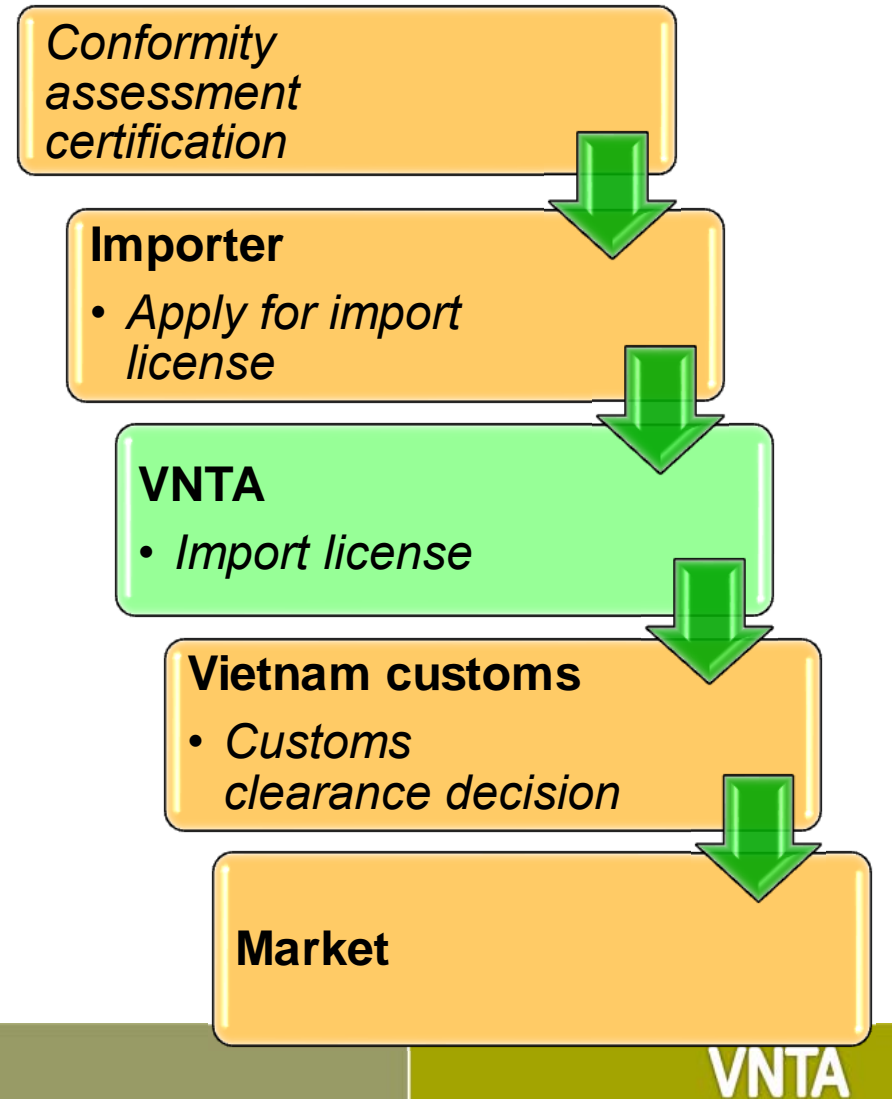 Conformity
assessment
certification
Importer
• Apply for import
license
VNTA
• Import license
Vietnam customs
• Customs
clearance decision
Market
VNTA